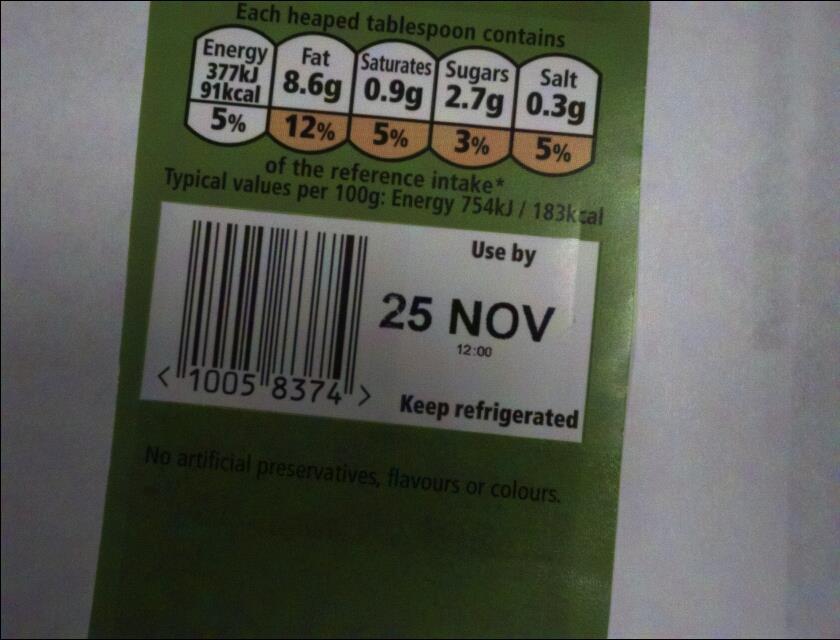 Each heaped tablespoon contains
Energy 377kJ 91kcal 5%
Fat 8.6g 12%
Saturates 0.9g 5%
Sugars 2.7g 3%
Salt 0.3g 5%
of the reference intake*
Typical values per 100g: Energy 754kJ / 183kcal
Use by
25 NOV
12:00
< 1005 8374 >
Keep refrigerated
No artificial preservatives, flavours or colours.